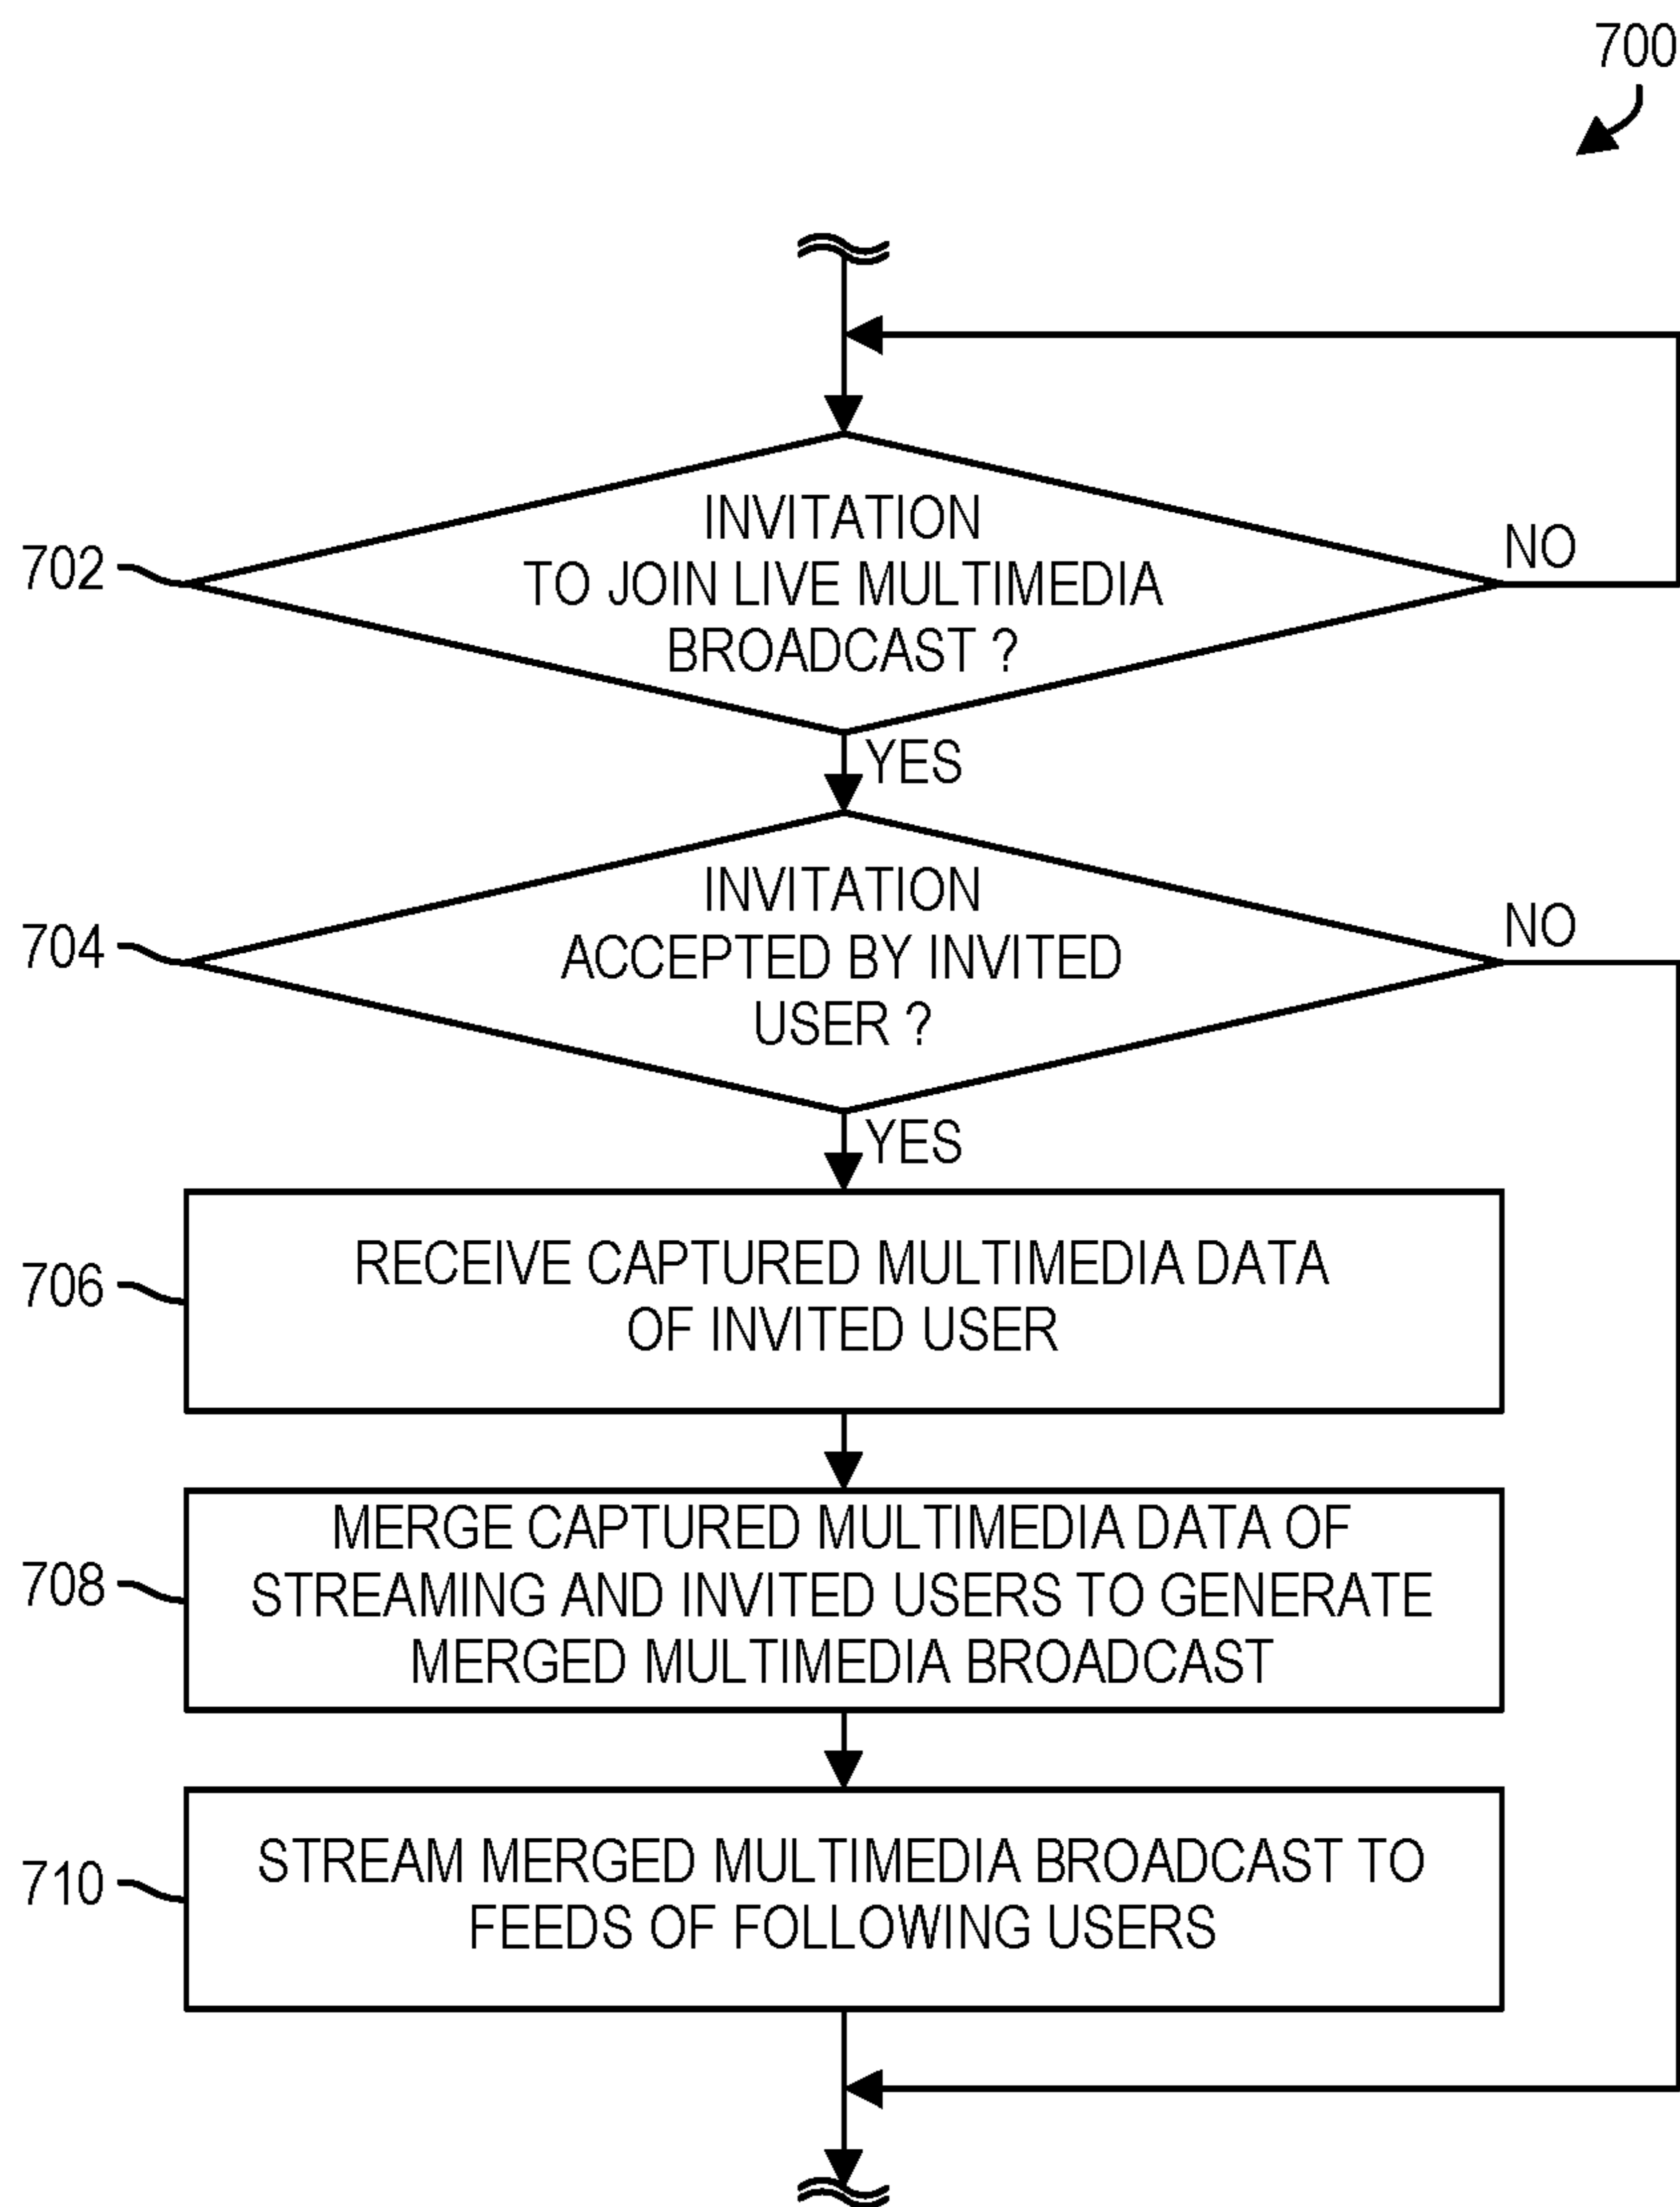 700
INVITATION
TO JOIN LIVE MULTIMEDIA
BROADCAST ?
NO
702
YES
INVITATION
ACCEPTED BY INVITED
USER ?
NO
704
YES
RECEIVE CAPTURED MULTIMEDIA DATA
OF INVITED USER
706
MERGE CAPTURED MULTIMEDIA DATA OF
STREAMING AND INVITED USERS TO GENERATE
MERGED MULTIMEDIA BROADCAST
708
STREAM MERGED MULTIMEDIA BROADCAST TO
FEEDS OF FOLLOWING USERS
710